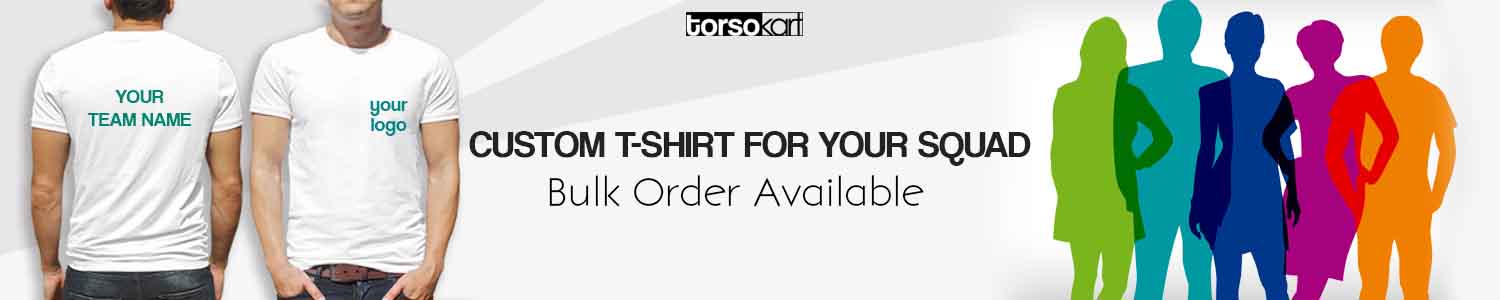 torsokart
YOUR
TEAM NAME
your
logo
CUSTOM T-SHIRT FOR YOUR SQUAD
Bulk Order Available